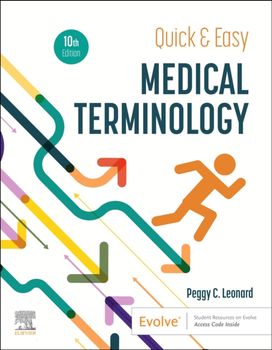 10th
Edition
Quick & Easy
MEDICAL
TERMINOLOGY
Peggy C. Leonard
ELSEVIER
Evolve
Student Resources on Evolve
Access Code Inside